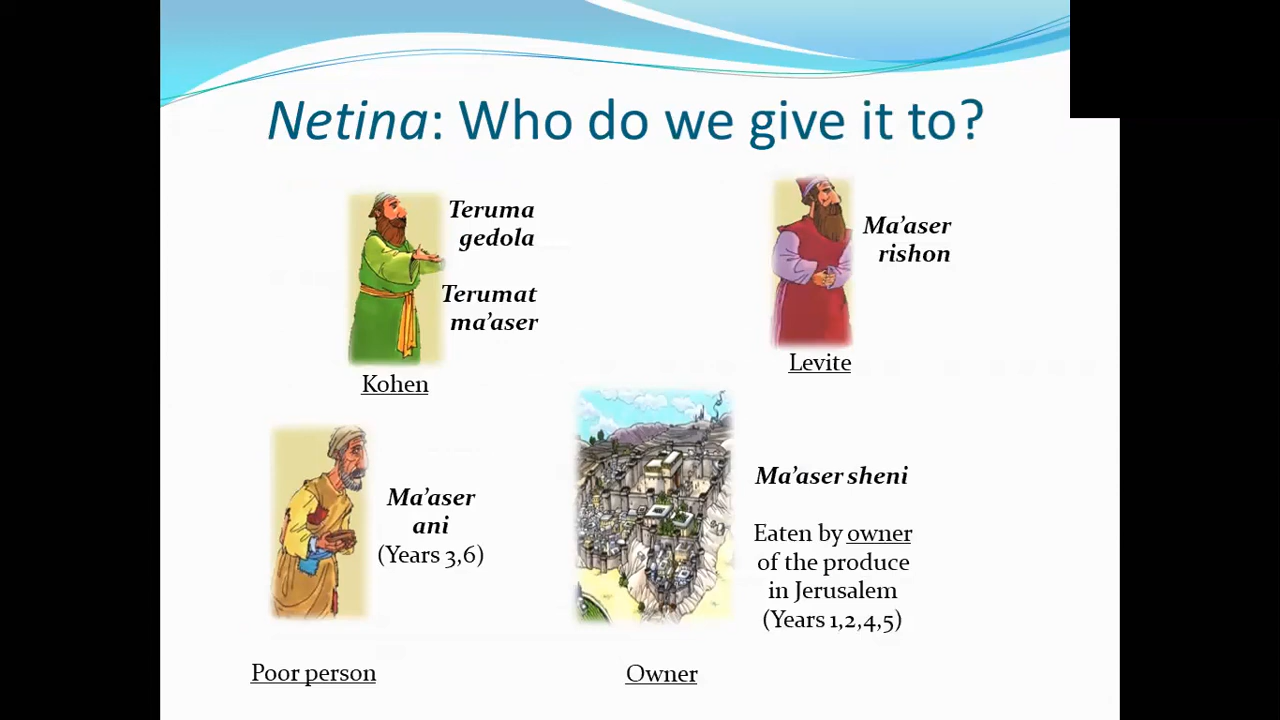 Netina: Who do we give it to?
Teruma
gedola
Terumat
ma'aser
Kohen
Ma'aser
rishon
Levite
Ma'aser
ani
(Years 3,6)
Poor person
Ma'aser sheni
Eaten by owner
of the produce
in Jerusalem
(Years 1,2,4,5)
Owner